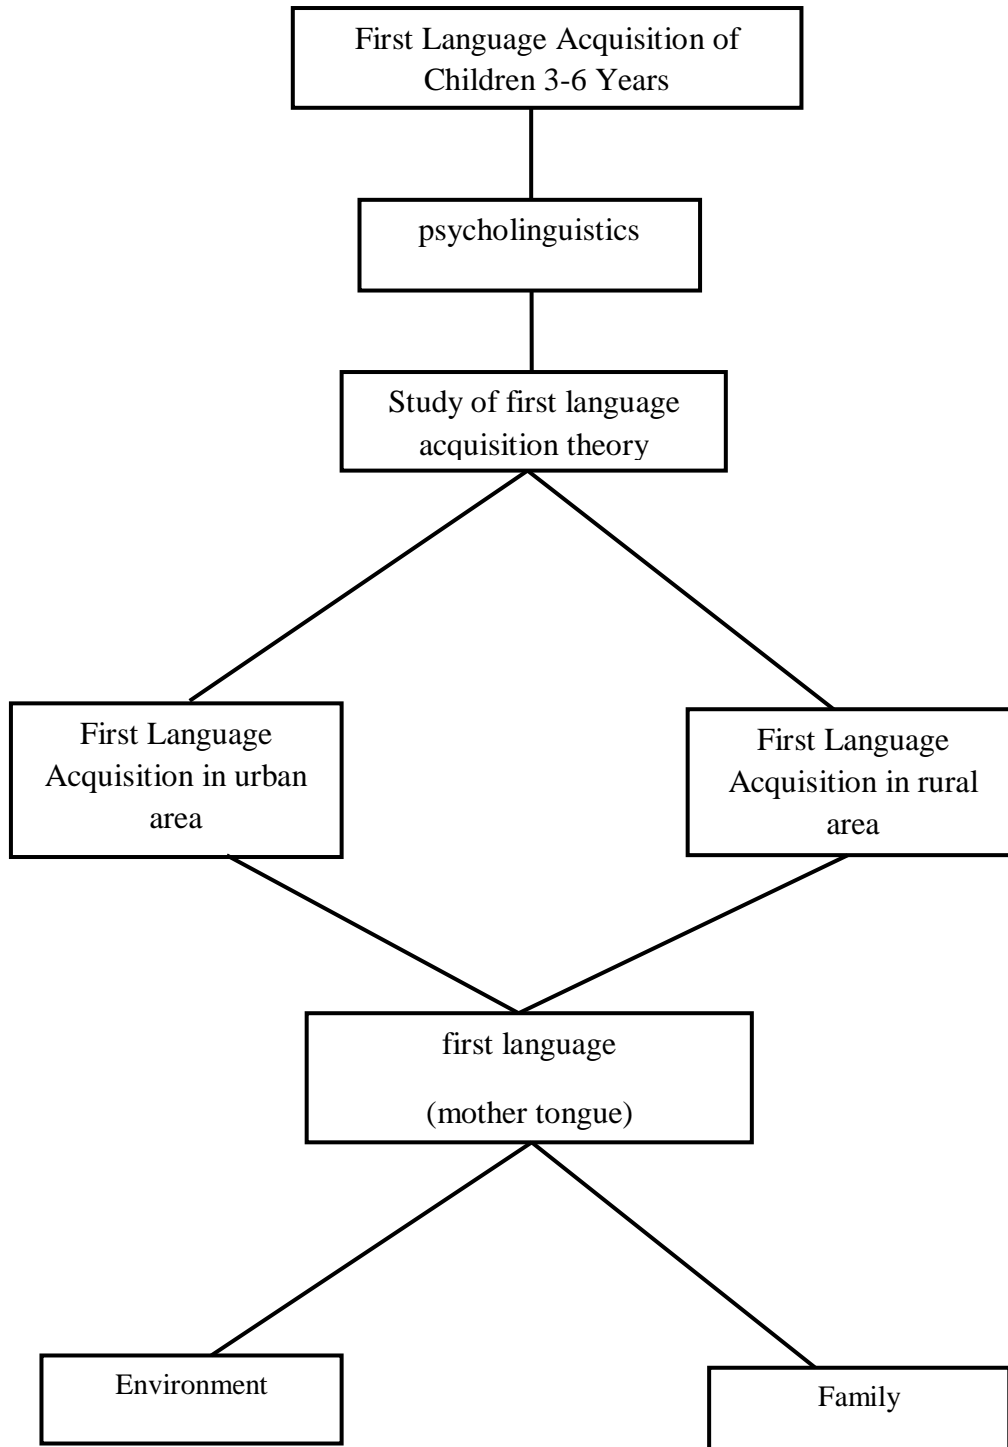 First Language Acquisition of
Children 3-6 Years
psycholinguistics
Study of first language
acquisition theory
First Language
Acquisition in urban
area
First Language
Acquisition in rural
area
first language
(mother tongue)
Environment
Family